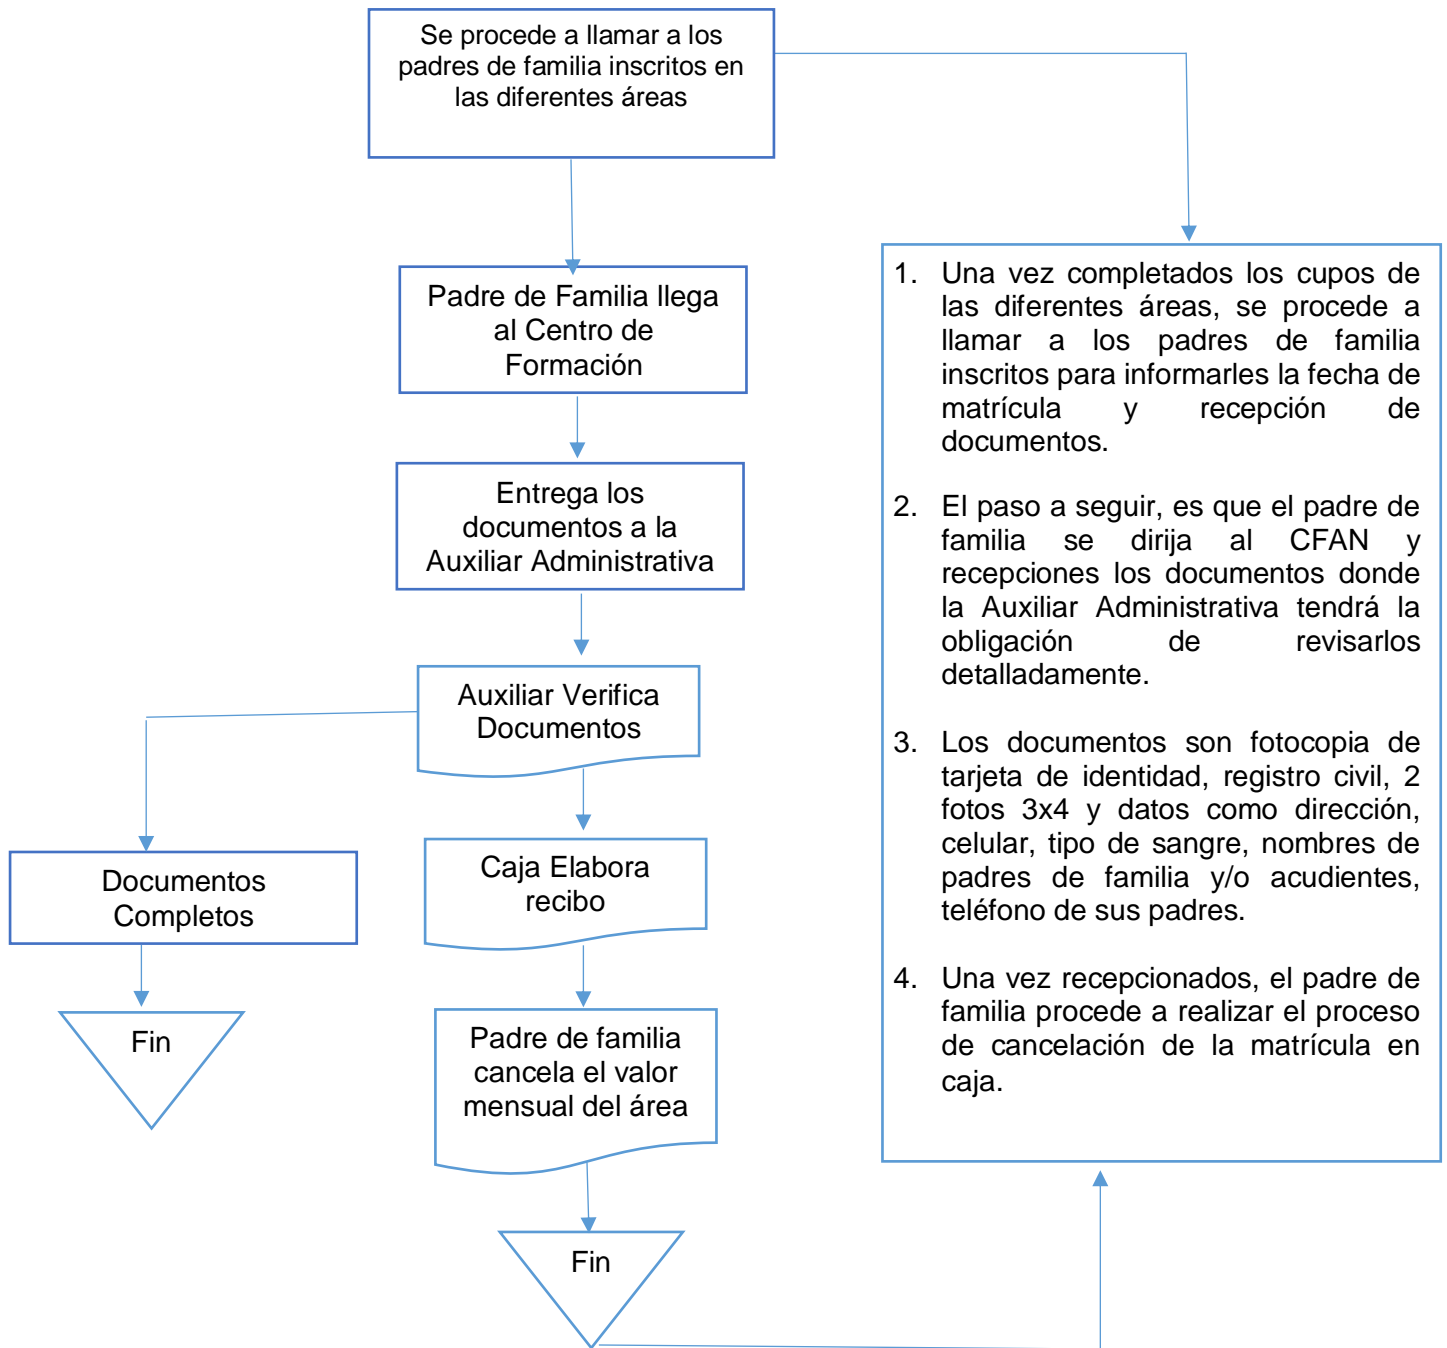 Se procede a llamar a los
padres de familia inscritos en
las diferentes áreas
Padre de Familia llega
al Centro de
Formación
Entrega los
documentos a la
Auxiliar Administrativa
Auxiliar Verifica
Documentos
Documentos
Completos
Fin
Caja Elabora
recibo
Padre de familia
cancela el valor
mensual del área
Fin
1. Una vez completados los cupos de
las diferentes áreas, se procede a
llamar a los padres de familia
inscritos para informarles la fecha de
matrícula y recepción de
documentos.
2. El paso a seguir, es que el padre de
familia se dirija al CFAN y
recepciones los documentos donde
la Auxiliar Administrativa tendrá la
obligación de revisarlos
detalladamente.
3. Los documentos son fotocopia de
tarjeta de identidad, registro civil, 2
fotos 3x4 y datos como dirección,
celular, tipo de sangre, nombres de
padres de familia y/o acudientes,
teléfono de sus padres.
4. Una vez recepcionados, el padre de
familia procede a realizar el proceso
de cancelación de la matrícula en
caja.